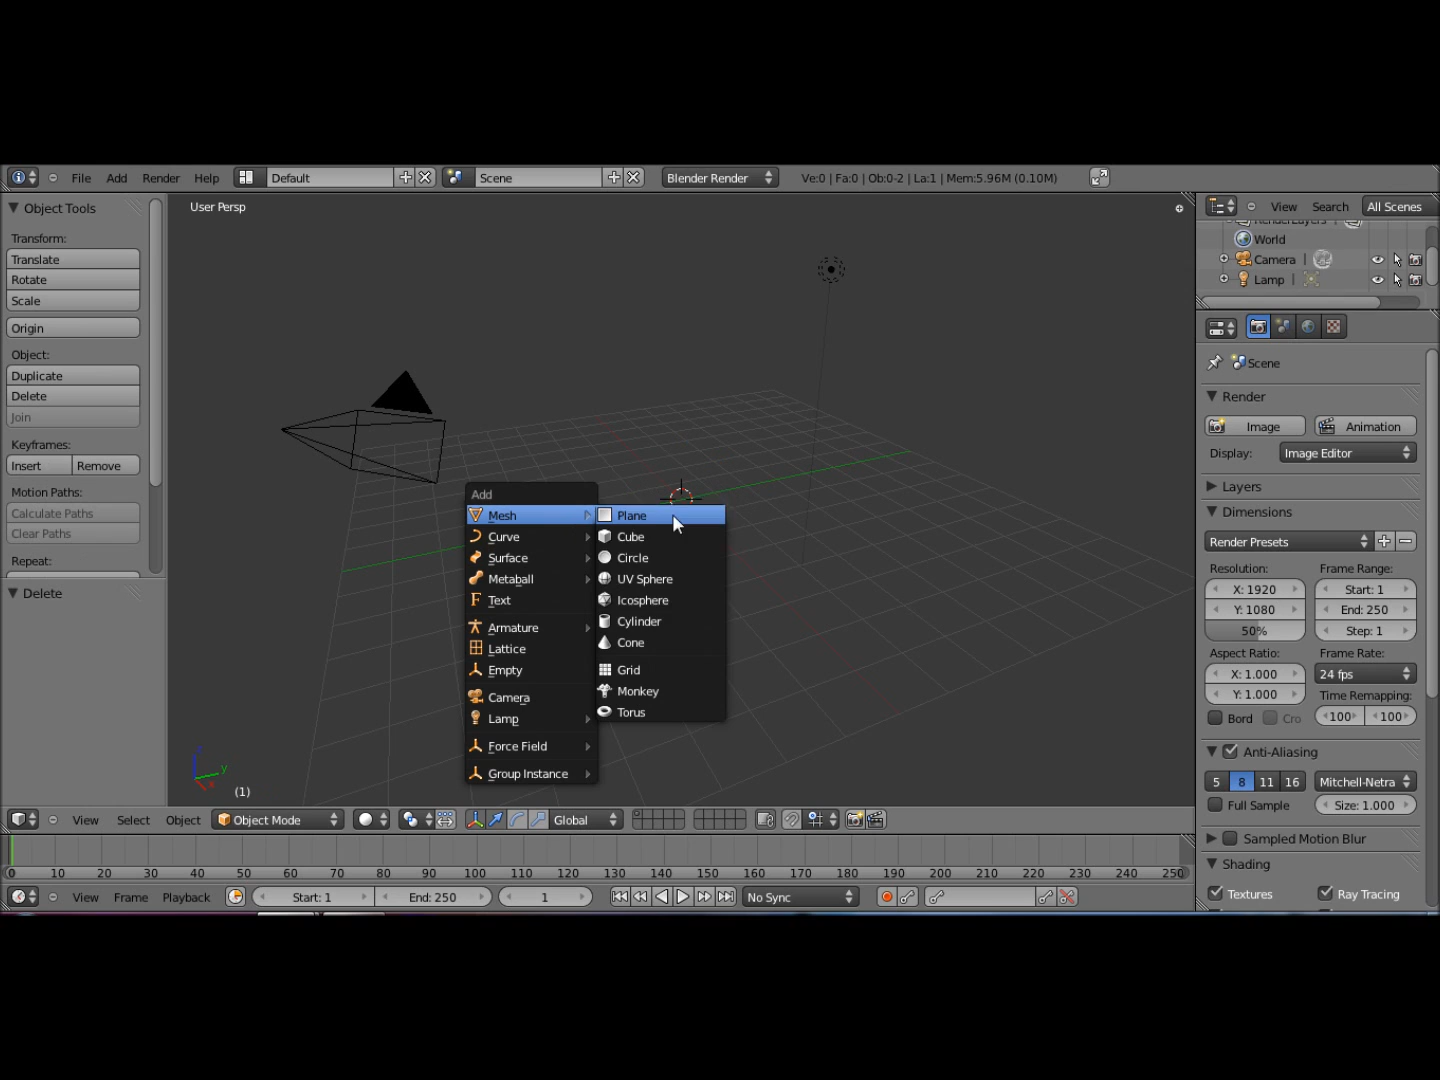 File Add Render Help Default Scene Blender Render Ve:0 | Fa:0 | Ob:0-2 | La:1 | Mem:5.96M (0.10M)
Object Tools
Transform:
Translate
Rotate
Scale
Origin
Object:
Duplicate
Delete
Join
Keyframes:
Insert Remove
Motion Paths:
Calculate Paths
Clear Paths
Repeat:
Delete
User Persp
Add
Mesh
Curve
Surface
Metaball
Text
Armature
Lattice
Empty
Camera
Lamp
Force Field
Group Instance
Plane
Cube
Circle
UV Sphere
Icosphere
Cylinder
Cone
Grid
Monkey
Torus
z
y
x
(1)
View Select Object Object Mode Global
0 10 20 30 40 50 60 70 80 90 100 110 120 130 140 150 160 170 180 190 200 210 220 230 240 250
View Frame Playback Start: 1 End: 250 1 No Sync
View Search All Scenes
RenderLayers |
World
Camera |
Lamp |
Scene
Render
Image Animation
Display: Image Editor
Layers
Dimensions
Render Presets
Resolution: Frame Range:
X: 1920 Start: 1
Y: 1080 End: 250
50% Step: 1
Aspect Ratio: Frame Rate:
X: 1.000 24 fps
Y: 1.000 Time Remapping:
Bord Cro 100 100
Anti-Aliasing
5 8 11 16 Mitchell-Netra
Full Sample Size: 1.000
Sampled Motion Blur
Shading
Textures Ray Tracing